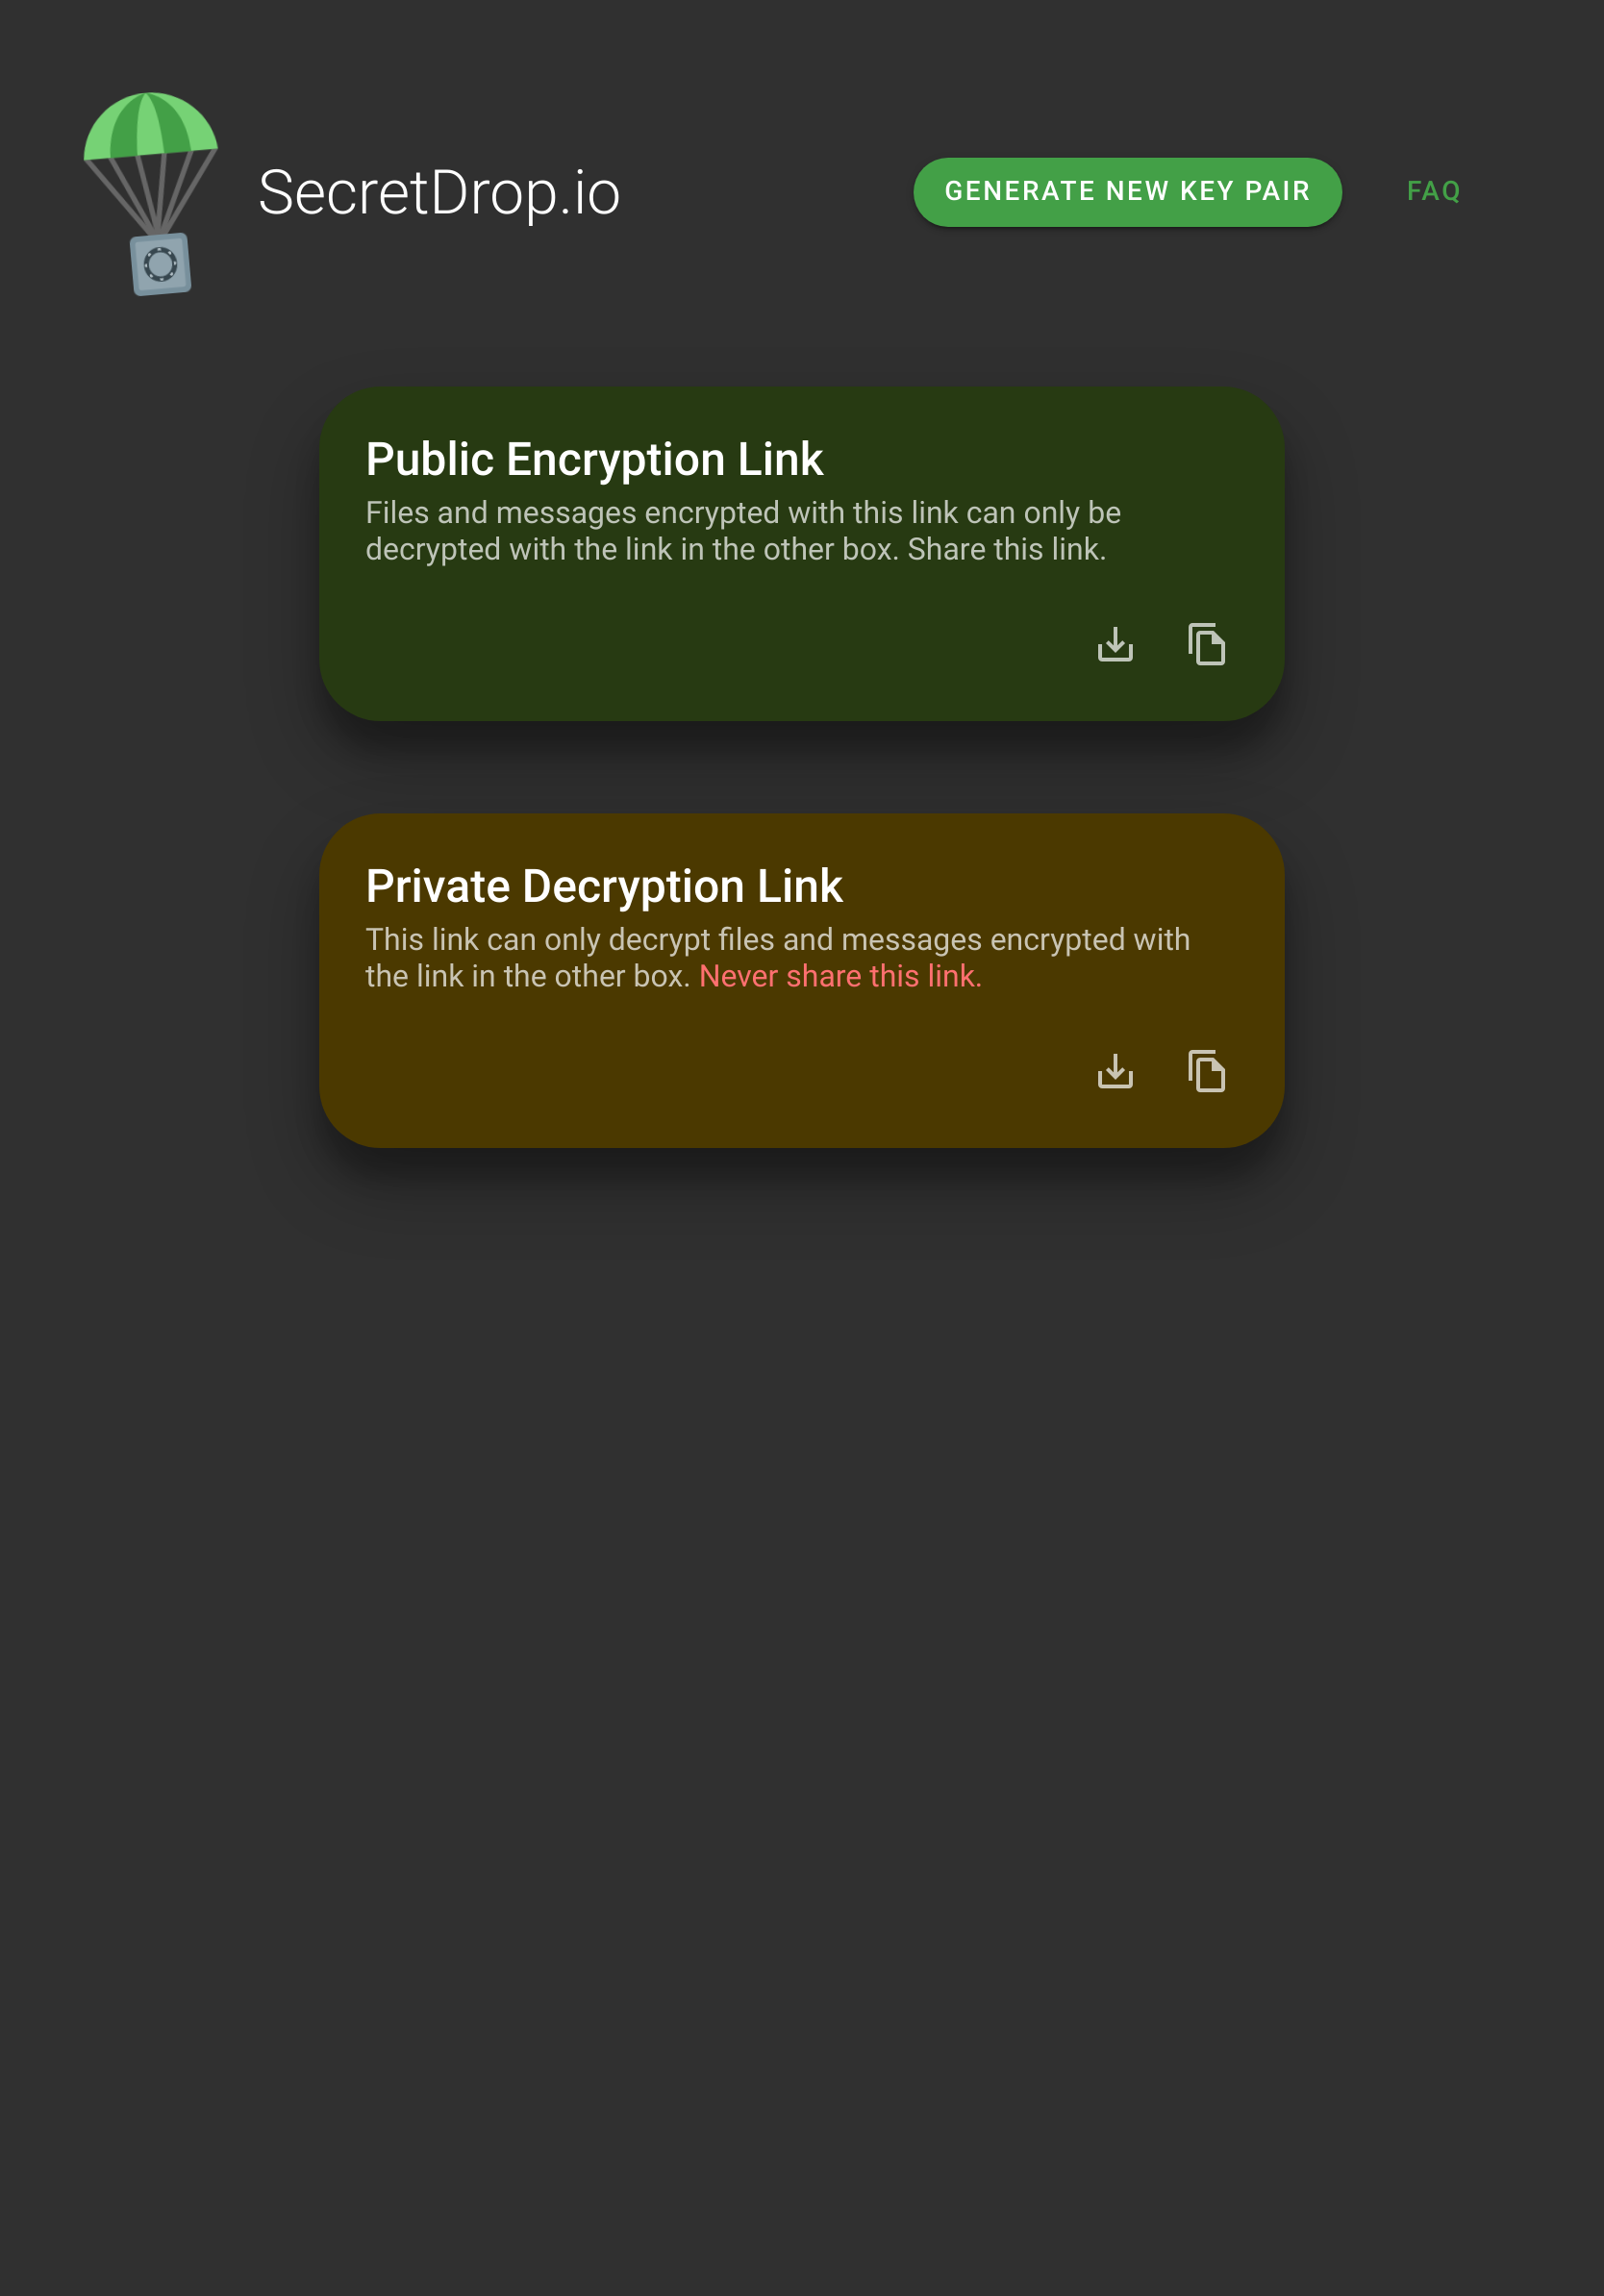 SecretDrop.io
GENERATE NEW KEY PAIR
FAQ
Public Encryption Link
Files and messages encrypted with this link can only be
decrypted with the link in the other box. Share this link.
Private Decryption Link
This link can only decrypt files and messages encrypted with
the link in the other box. Never share this link.